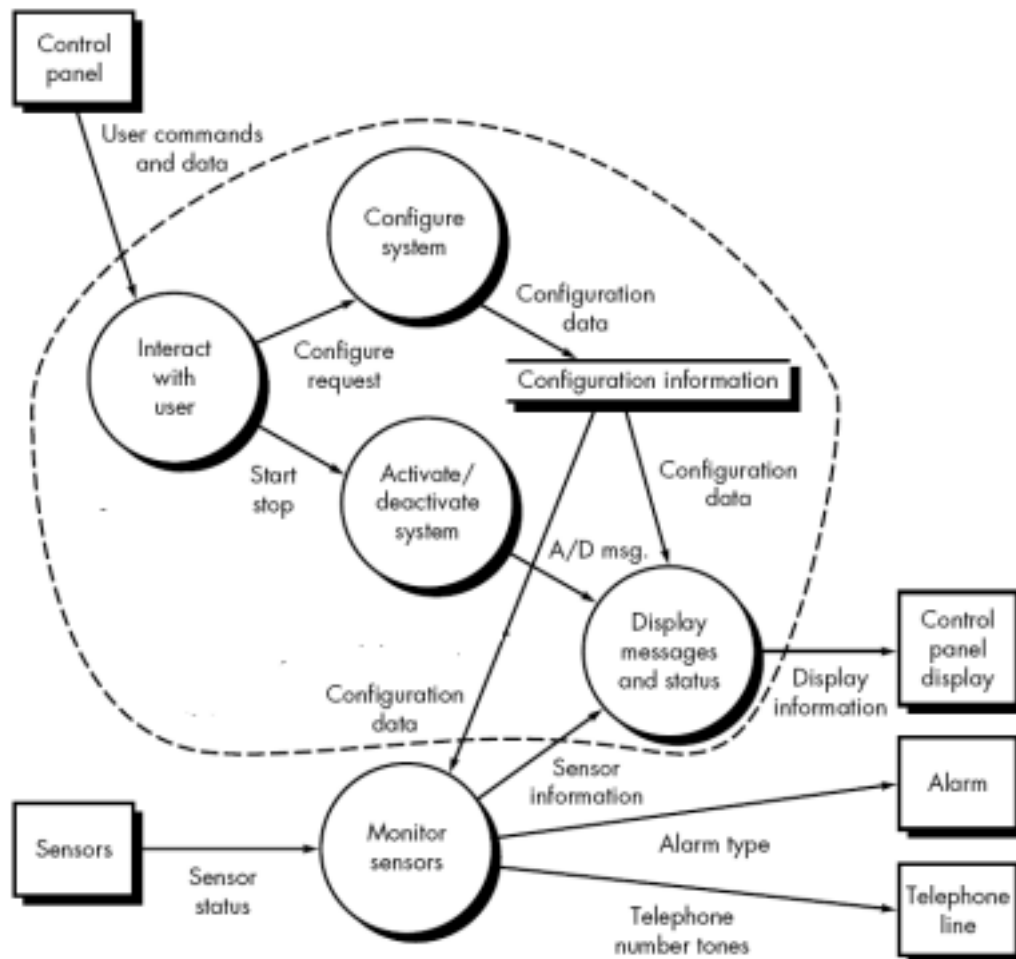 Control
panel
User commands
and data
Configure
system
Configuration
data
Interact
with
user
Configure
request
Configuration information
Start
stop
Activate/
deactivate
system
Configuration
data
A/D msg.
Display
messages
and status
Control
panel
display
Display
information
Configuration
data
Sensor
information
Alarm
Monitor
sensors
Sensors
Alarm type
Sensor
status
Telephone
line
Telephone
number tones